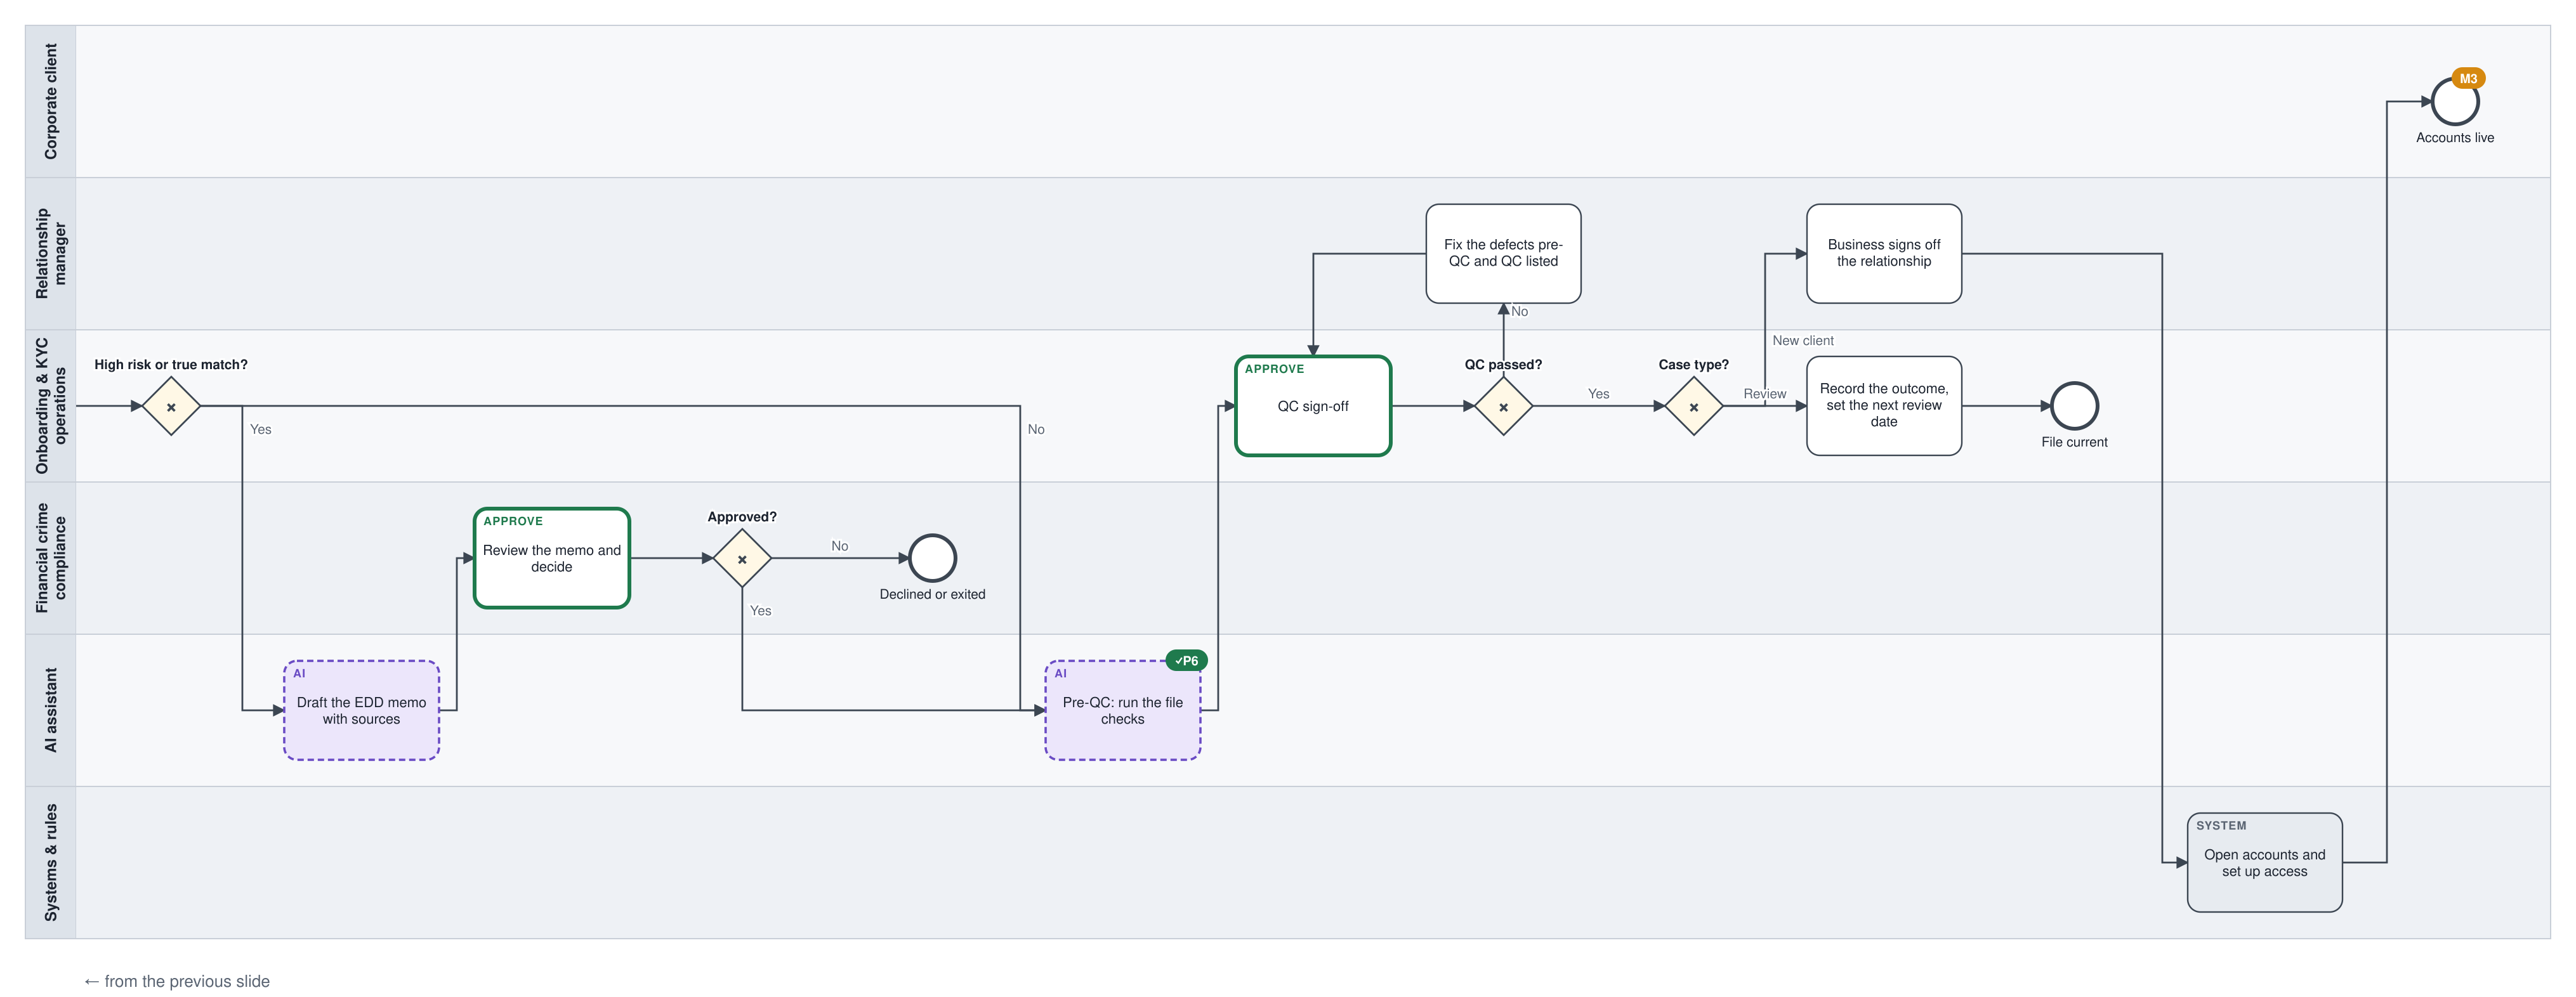 Corporate client
M3
Accounts live
Relationship
manager
Fix the defects pre-
QC and QC listed
No
Business signs off
the relationship
Onboarding & KYC
operations
High risk or true match?
Yes
No
APPROVE
QC sign-off
QC passed?
Yes
Case type?
New client
Review
Record the outcome,
set the next review
date
File current
Financial crime
compliance
APPROVE
Review the memo and
decide
Approved?
No
Yes
Declined or exited
AI assistant
AI
Draft the EDD memo
with sources
✓P6
AI
Pre-QC: run the file
checks
Systems & rules
SYSTEM
Open accounts and
set up access
← from the previous slide